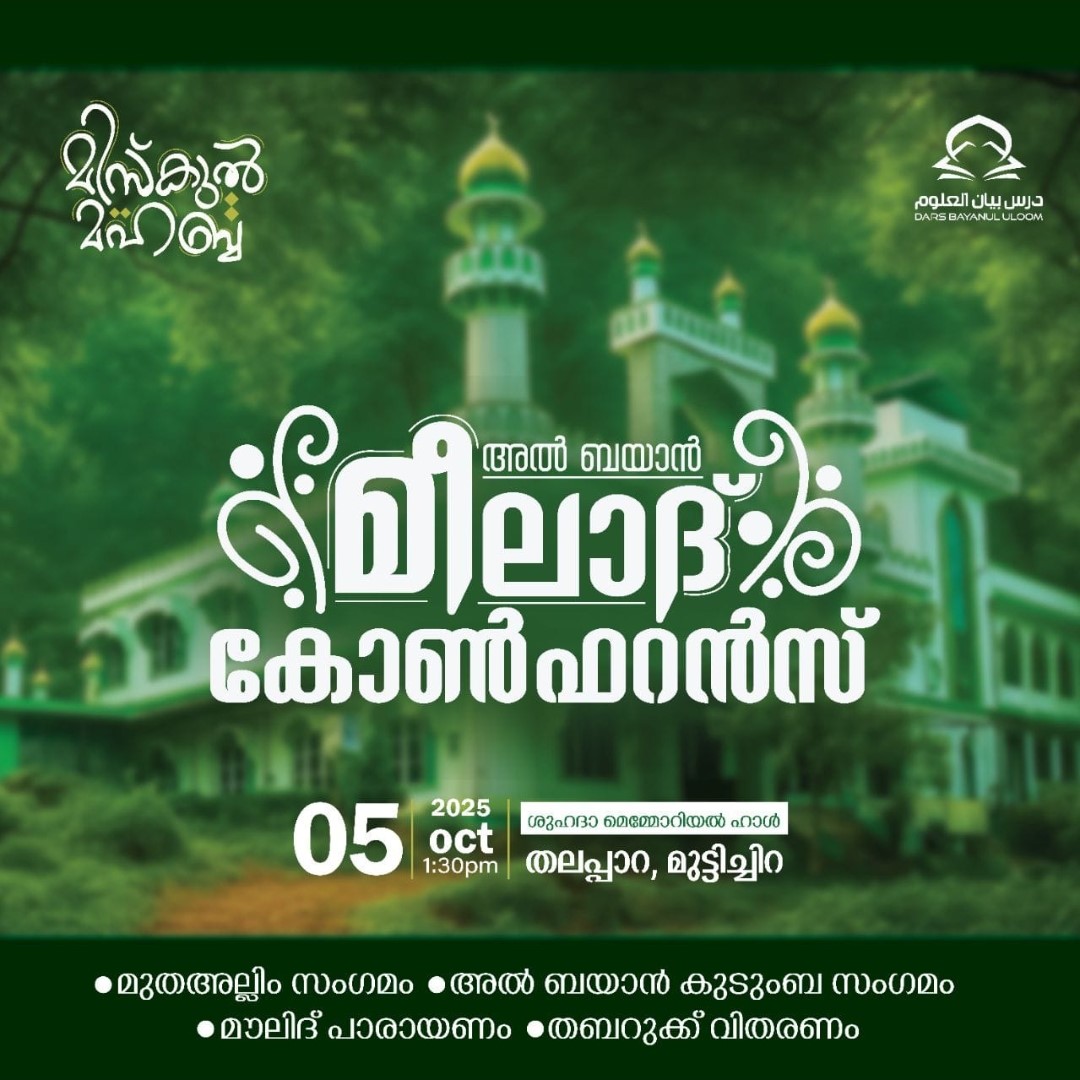 മിസ്കുൽ
മഹബ്ബ
درس بيان العلوم
DARS BAYANUL ULOOM
അൽ ബയാൻ
മീലാദ്
കോൺഫറൻസ്
05
2025
oct
1:30pm
ശുഹദാ മെമ്മോറിയൽ ഹാൾ
തലപ്പാറ, മുട്ടിച്ചിറ
•മുതഅല്ലിം സംഗമം •അൽ ബയാൻ കുടുംബ സംഗമം
•മൗലിദ് പാരായണം •തബറുക്ക് വിതരണം